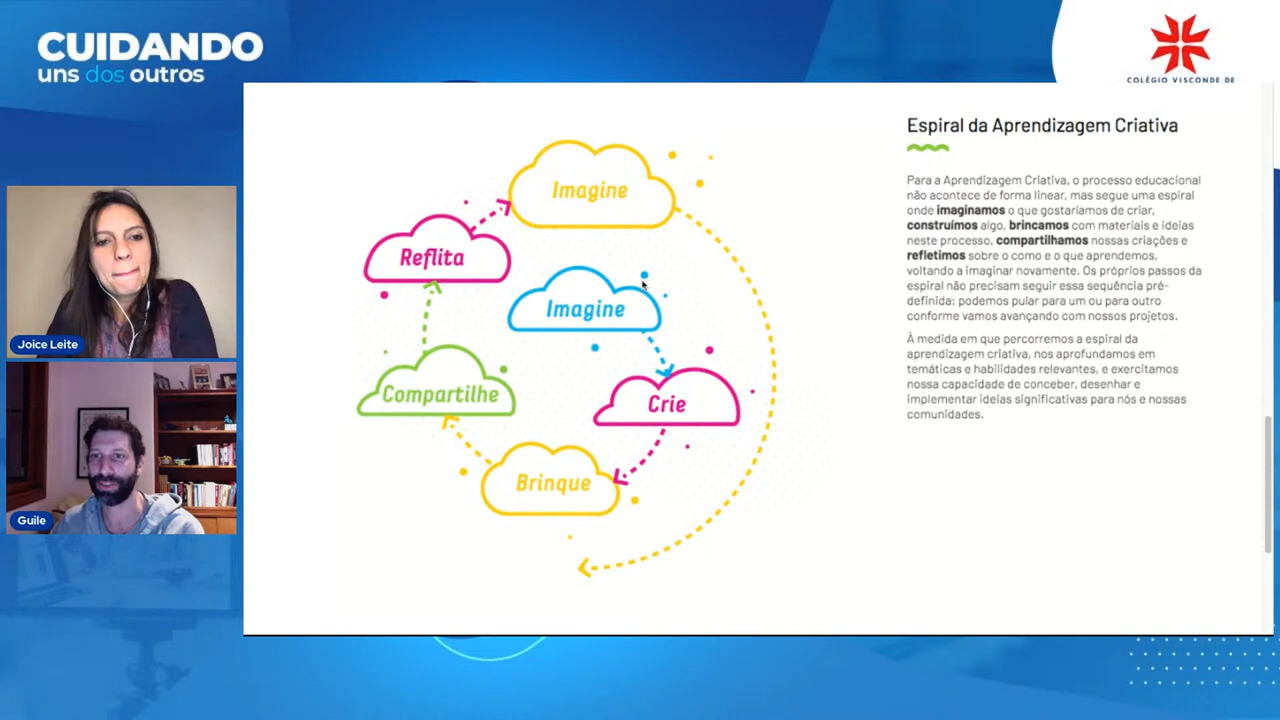 CUIDANDO
uns dos outros
COLÉGIO VISCONDE DE
Joice Leite
Guile
Imagine
Reflita
Imagine
Compartilhe
Crie
Brinque
Espiral da Aprendizagem Criativa
Para a Aprendizagem Criativa, o processo educacional
não acontece de forma linear, mas segue uma espiral
onde imaginamos o que gostaríamos de criar,
construímos algo, brincamos com materiais e ideias
neste processo, compartilhamos nossas criações e
refletimos sobre o como e o que aprendemos,
voltando a imaginar novamente. Os próprios passos da
espiral não precisam seguir essa sequência pré-
definida; podemos pular para um ou para outro
conforme vamos avançando com nossos projetos.
À medida em que percorremos a espiral da
aprendizagem criativa, nos aprofundamos em
temáticas e habilidades relevantes, e exercitamos
nossa capacidade de conceber, desenhar e
implementar ideias significativas para nós e nossas
comunidades.